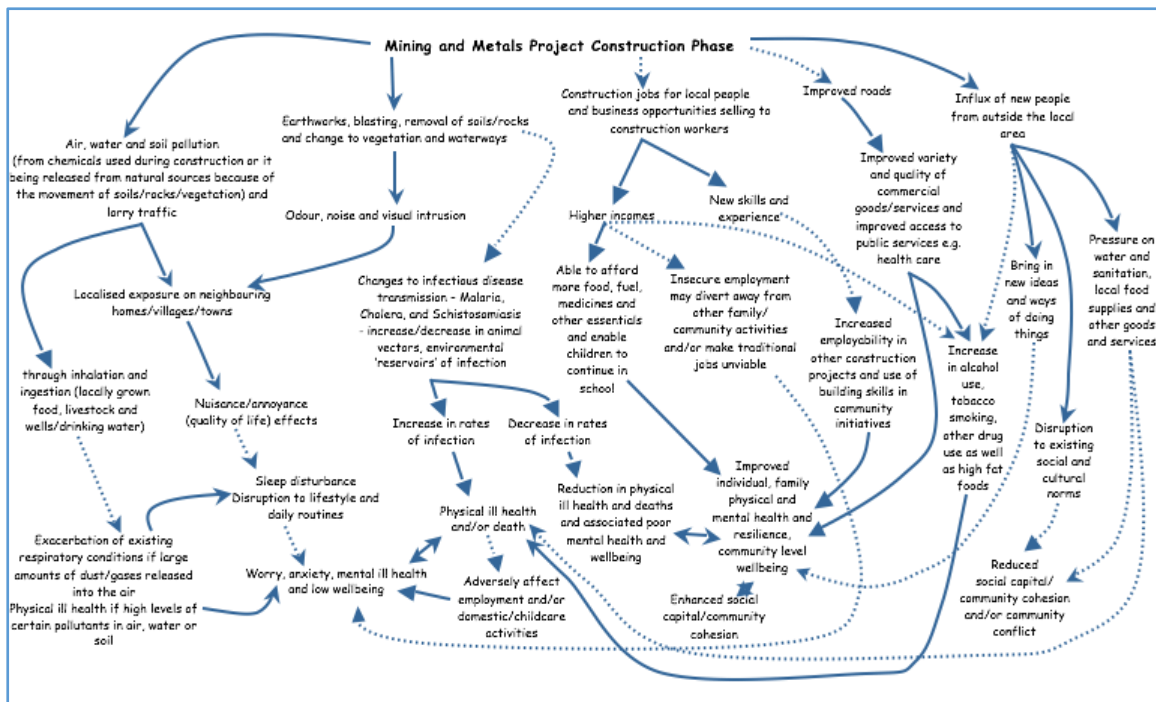 Mining and Metals Project Construction Phase
Air, water and soil pollution
(from chemicals used during construction or it
being released from natural sources because of
the movement of soils/rocks/vegetation) and
lorry traffic
Earthworks, blasting, removal of soils/rocks
and change to vegetation and waterways
Construction jobs for local people
and business opportunities selling to
construction workers
Improved roads
Influx of new people
from outside the local
area
Odour, noise and visual intrusion
Higher incomes
New skills and
experience
Improved variety
and quality of
commercial
goods/services and
improved access to
public services e.g.
health care
Pressure on
water and
sanitation,
local food
supplies and
other goods
and services
Bring in
new ideas
and ways
of doing
things
Localised exposure on neighbouring
homes/villages/towns
Changes to infectious disease
transmission - Malaria,
Cholera, and Schistosomiasis
- increase/decrease in animal
vectors, environmental
'reservoirs' of infection
Able to afford
more food, fuel,
medicines and
other essentials
and enable
children to
continue in
school
Insecure employment
may divert away from
other family/
community activities
and/or make traditional
jobs unviable
Increased
employability in
other construction
projects and use of
building skills in
community
initiatives
Increase
in alcohol
use,
tobacco
smoking,
other drug
use as well
as high fat
foods
through inhalation and
ingestion (locally grown
food, livestock and
wells/drinking water)
Nuisance/annoyance
(quality of life) effects
Increase in rates
of infection
Decrease in rates
of infection
Disruption
to existing
social and
cultural
norms
Sleep disturbance
Disruption to lifestyle and
daily routines
Physical ill health
and/or death
Reduction in physical
ill health and deaths
and associated poor
mental health and
wellbeing
Improved
individual, family
physical and
mental health and
resilience,
community level
wellbeing
Exacerbation of existing
respiratory conditions if large
amounts of dust/gases released
into the air
Physical ill health if high levels of
certain pollutants in air, water or
soil
Worry, anxiety, mental ill health
and low wellbeing
Adversely affect
employment and/or
domestic/childcare
activities
Enhanced social
capital/community
cohesion
Reduced
social capital/
community cohesion
and/or community
conflict